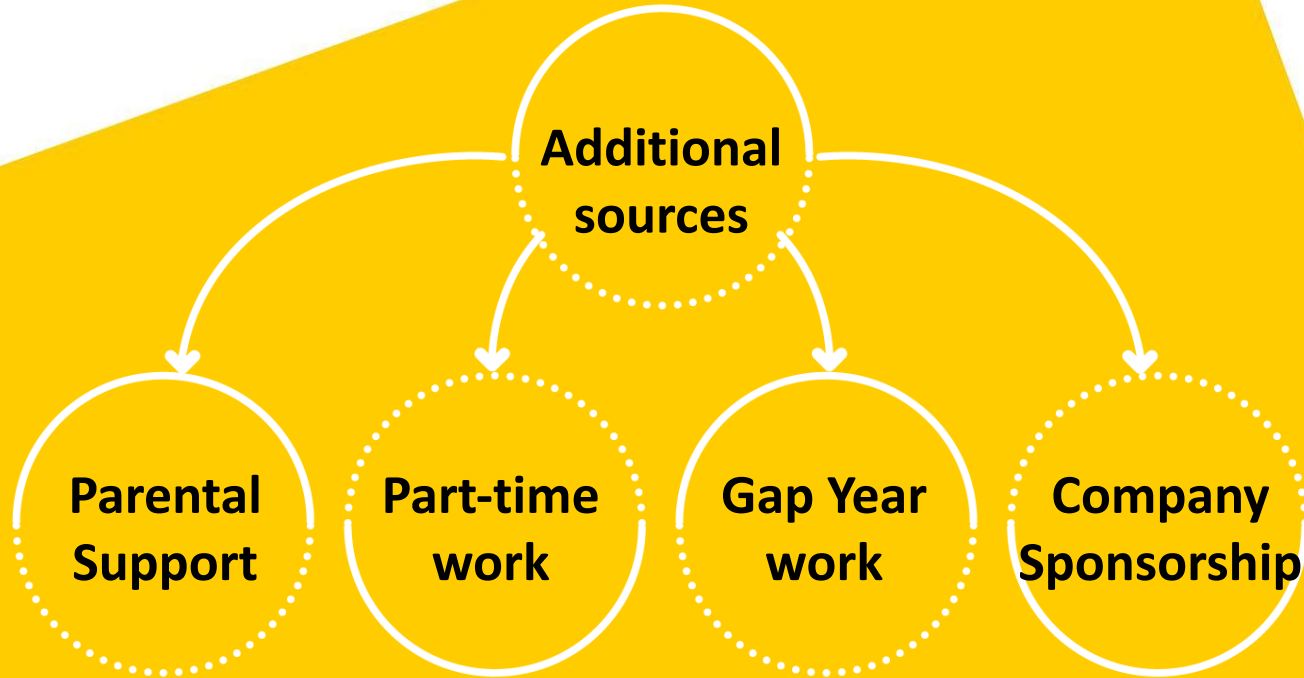 Additional
sources
Parental
Support
Part-time
work
Gap Year
work
Company
Sponsorship